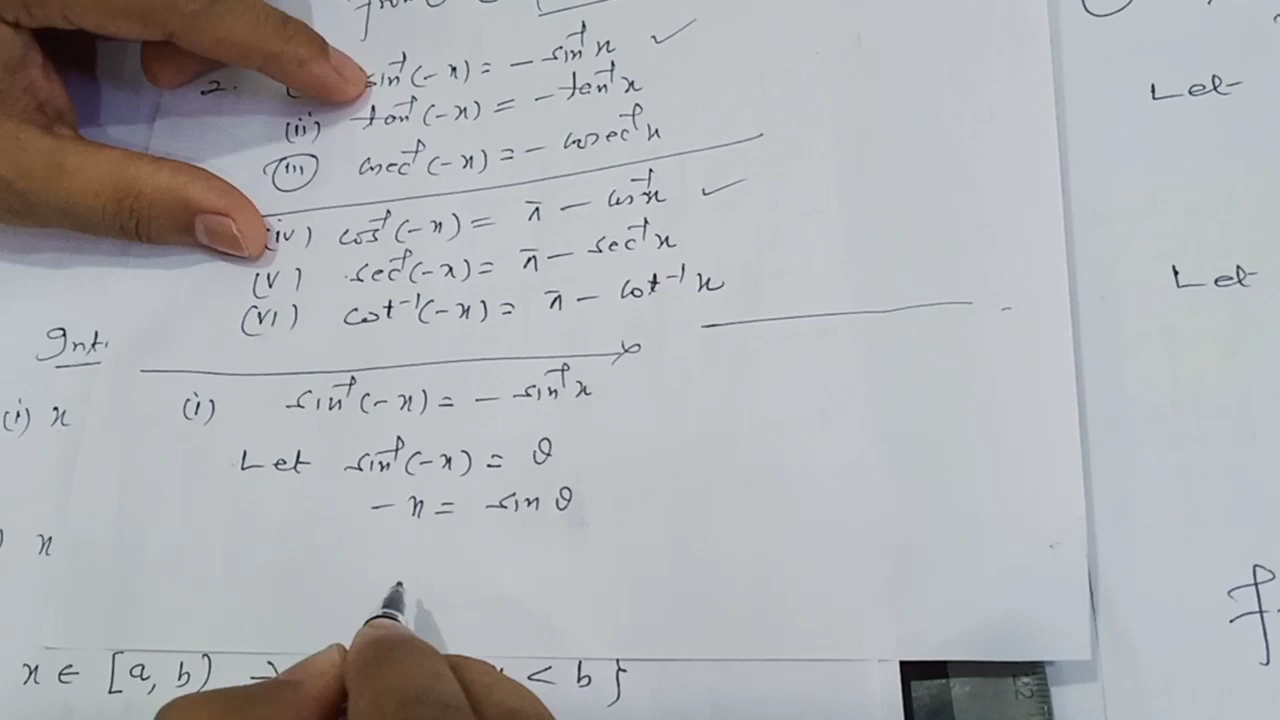 from
2. sin⁻¹(-x) = - sin⁻¹x ✓
(ii) tan⁻¹(-x) = - tan⁻¹x
(iii) cosec⁻¹(-x) = - cosec⁻¹x
(iv) cos⁻¹(-x) = π - cos⁻¹x ✓
(v) sec⁻¹(-x) = π - sec⁻¹x
(vi) cot⁻¹(-x) = π - cot⁻¹x
Int.
(i) x
(i) sin⁻¹(-x) = - sin⁻¹x
Let sin⁻¹(-x) = θ
-x = sin θ
x
x ∈ [a, b) → < b}
Let
Let